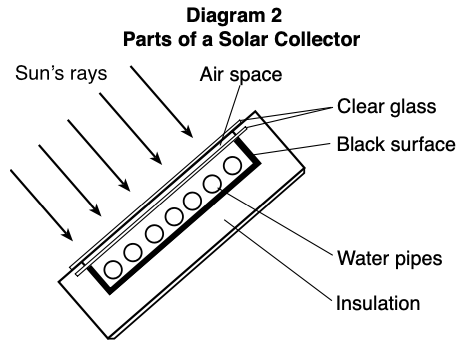 Diagram 2
Parts of a Solar Collector
Sun's rays
Air space
Clear glass
Black surface
Water pipes
Insulation